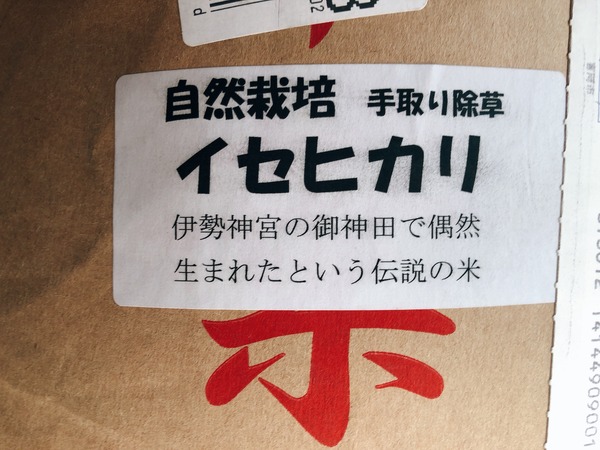 自然栽培 手取り除草
イセヒカリ
伊勢神宮の御神田で偶然
生まれたという伝説の米
14144909001